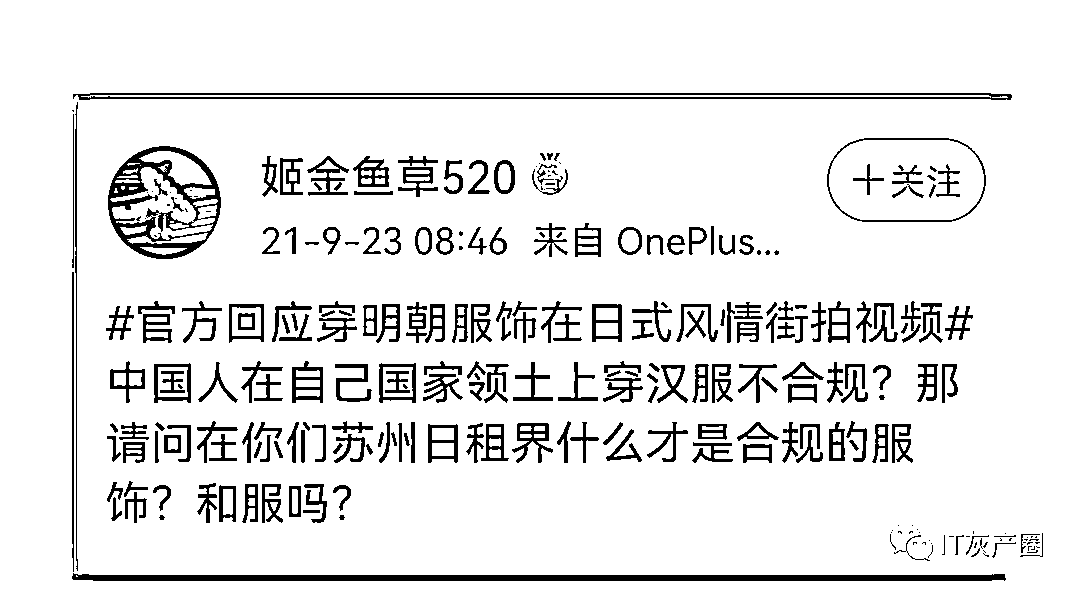 姬金鱼草520
+关注
21-9-23 08:46 来自 OnePlus...
#官方回应穿明朝服饰在日式风情街拍视频#
中国人在自己国家领土上穿汉服不合规？那
请问在你们苏州日租界什么才是合规的服
饰？和服吗？
IT灰产圈